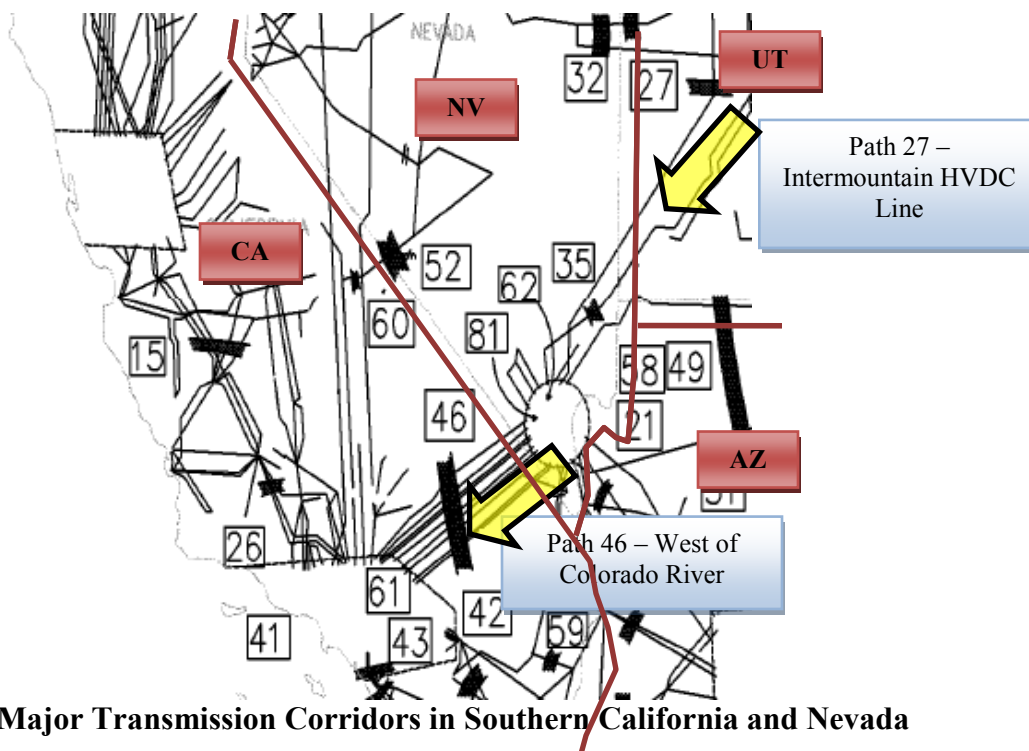 NEVADA
UT
32
27
NV
Path 27 –
Intermountain HVDC
Line
CA
52
35
62
60
81
15
58
49
46
21
AZ
26
Path 46 – West of
Colorado River
61
42
59
43
41
Major Transmission Corridors in Southern California and Nevada